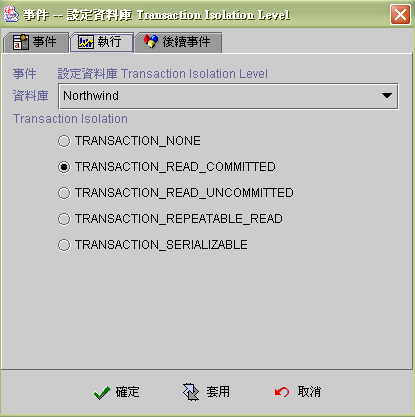 事件 -- 設定資料庫 Transaction Isolation Level
事件 執行 後續事件
事件 設定資料庫 Transaction Isolation Level
資料庫 Northwind
Transaction Isolation
TRANSACTION_NONE
TRANSACTION_READ_COMMITTED
TRANSACTION_READ_UNCOMMITTED
TRANSACTION_REPEATABLE_READ
TRANSACTION_SERIALIZABLE
確定 套用 取消